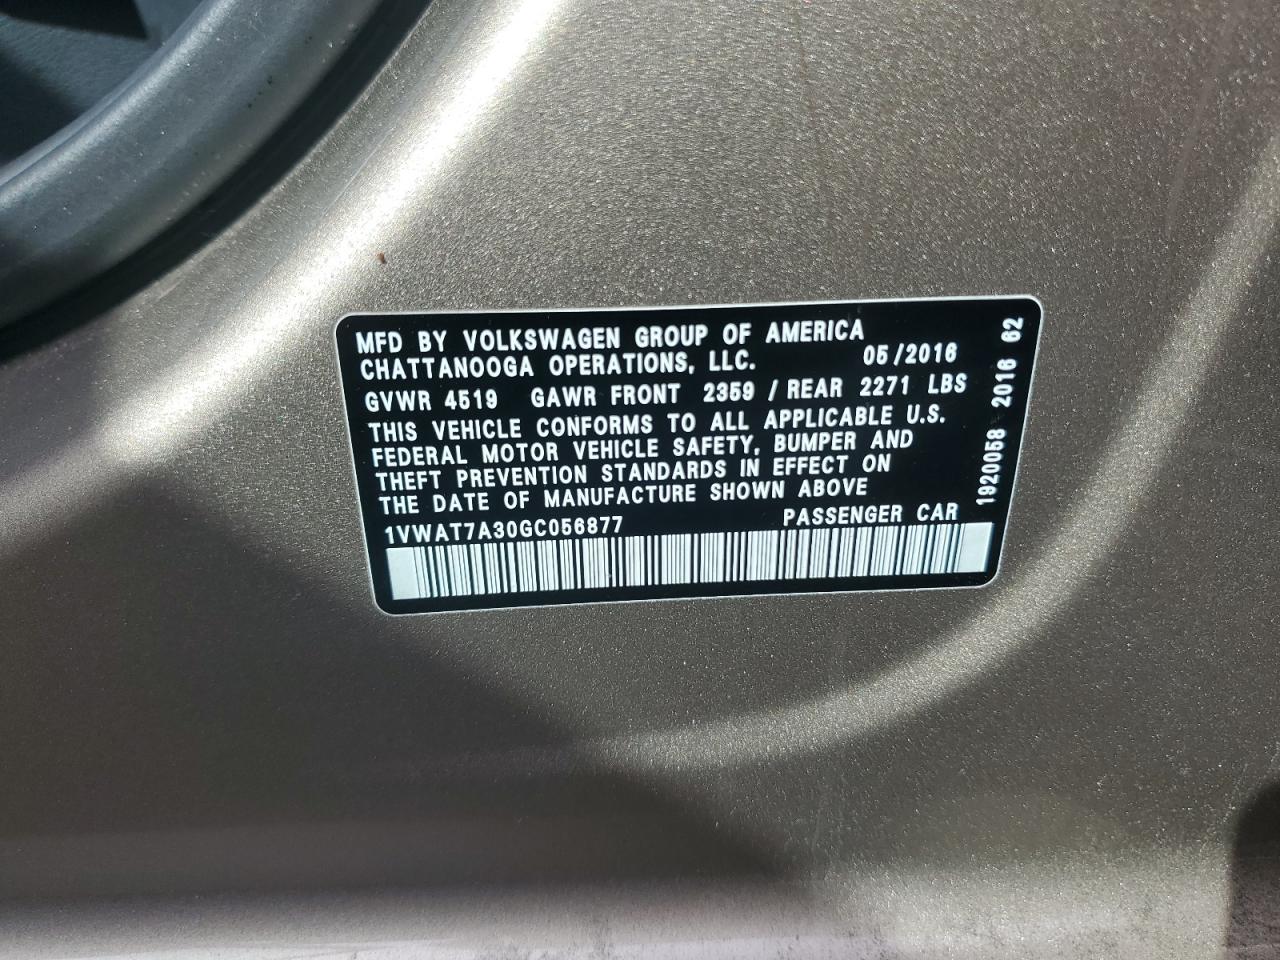 MFD BY VOLKSWAGEN GROUP OF AMERICA
CHATTANOOGA OPERATIONS, LLC. 05/2016
GVWR 4519 GAWR FRONT 2359 / REAR 2271 LBS
THIS VEHICLE CONFORMS TO ALL APPLICABLE U.S.
FEDERAL MOTOR VEHICLE SAFETY, BUMPER AND
THEFT PREVENTION STANDARDS IN EFFECT ON
THE DATE OF MANUFACTURE SHOWN ABOVE
1VWAT7A30GC056877 PASSENGER CAR
1920058 2016 62